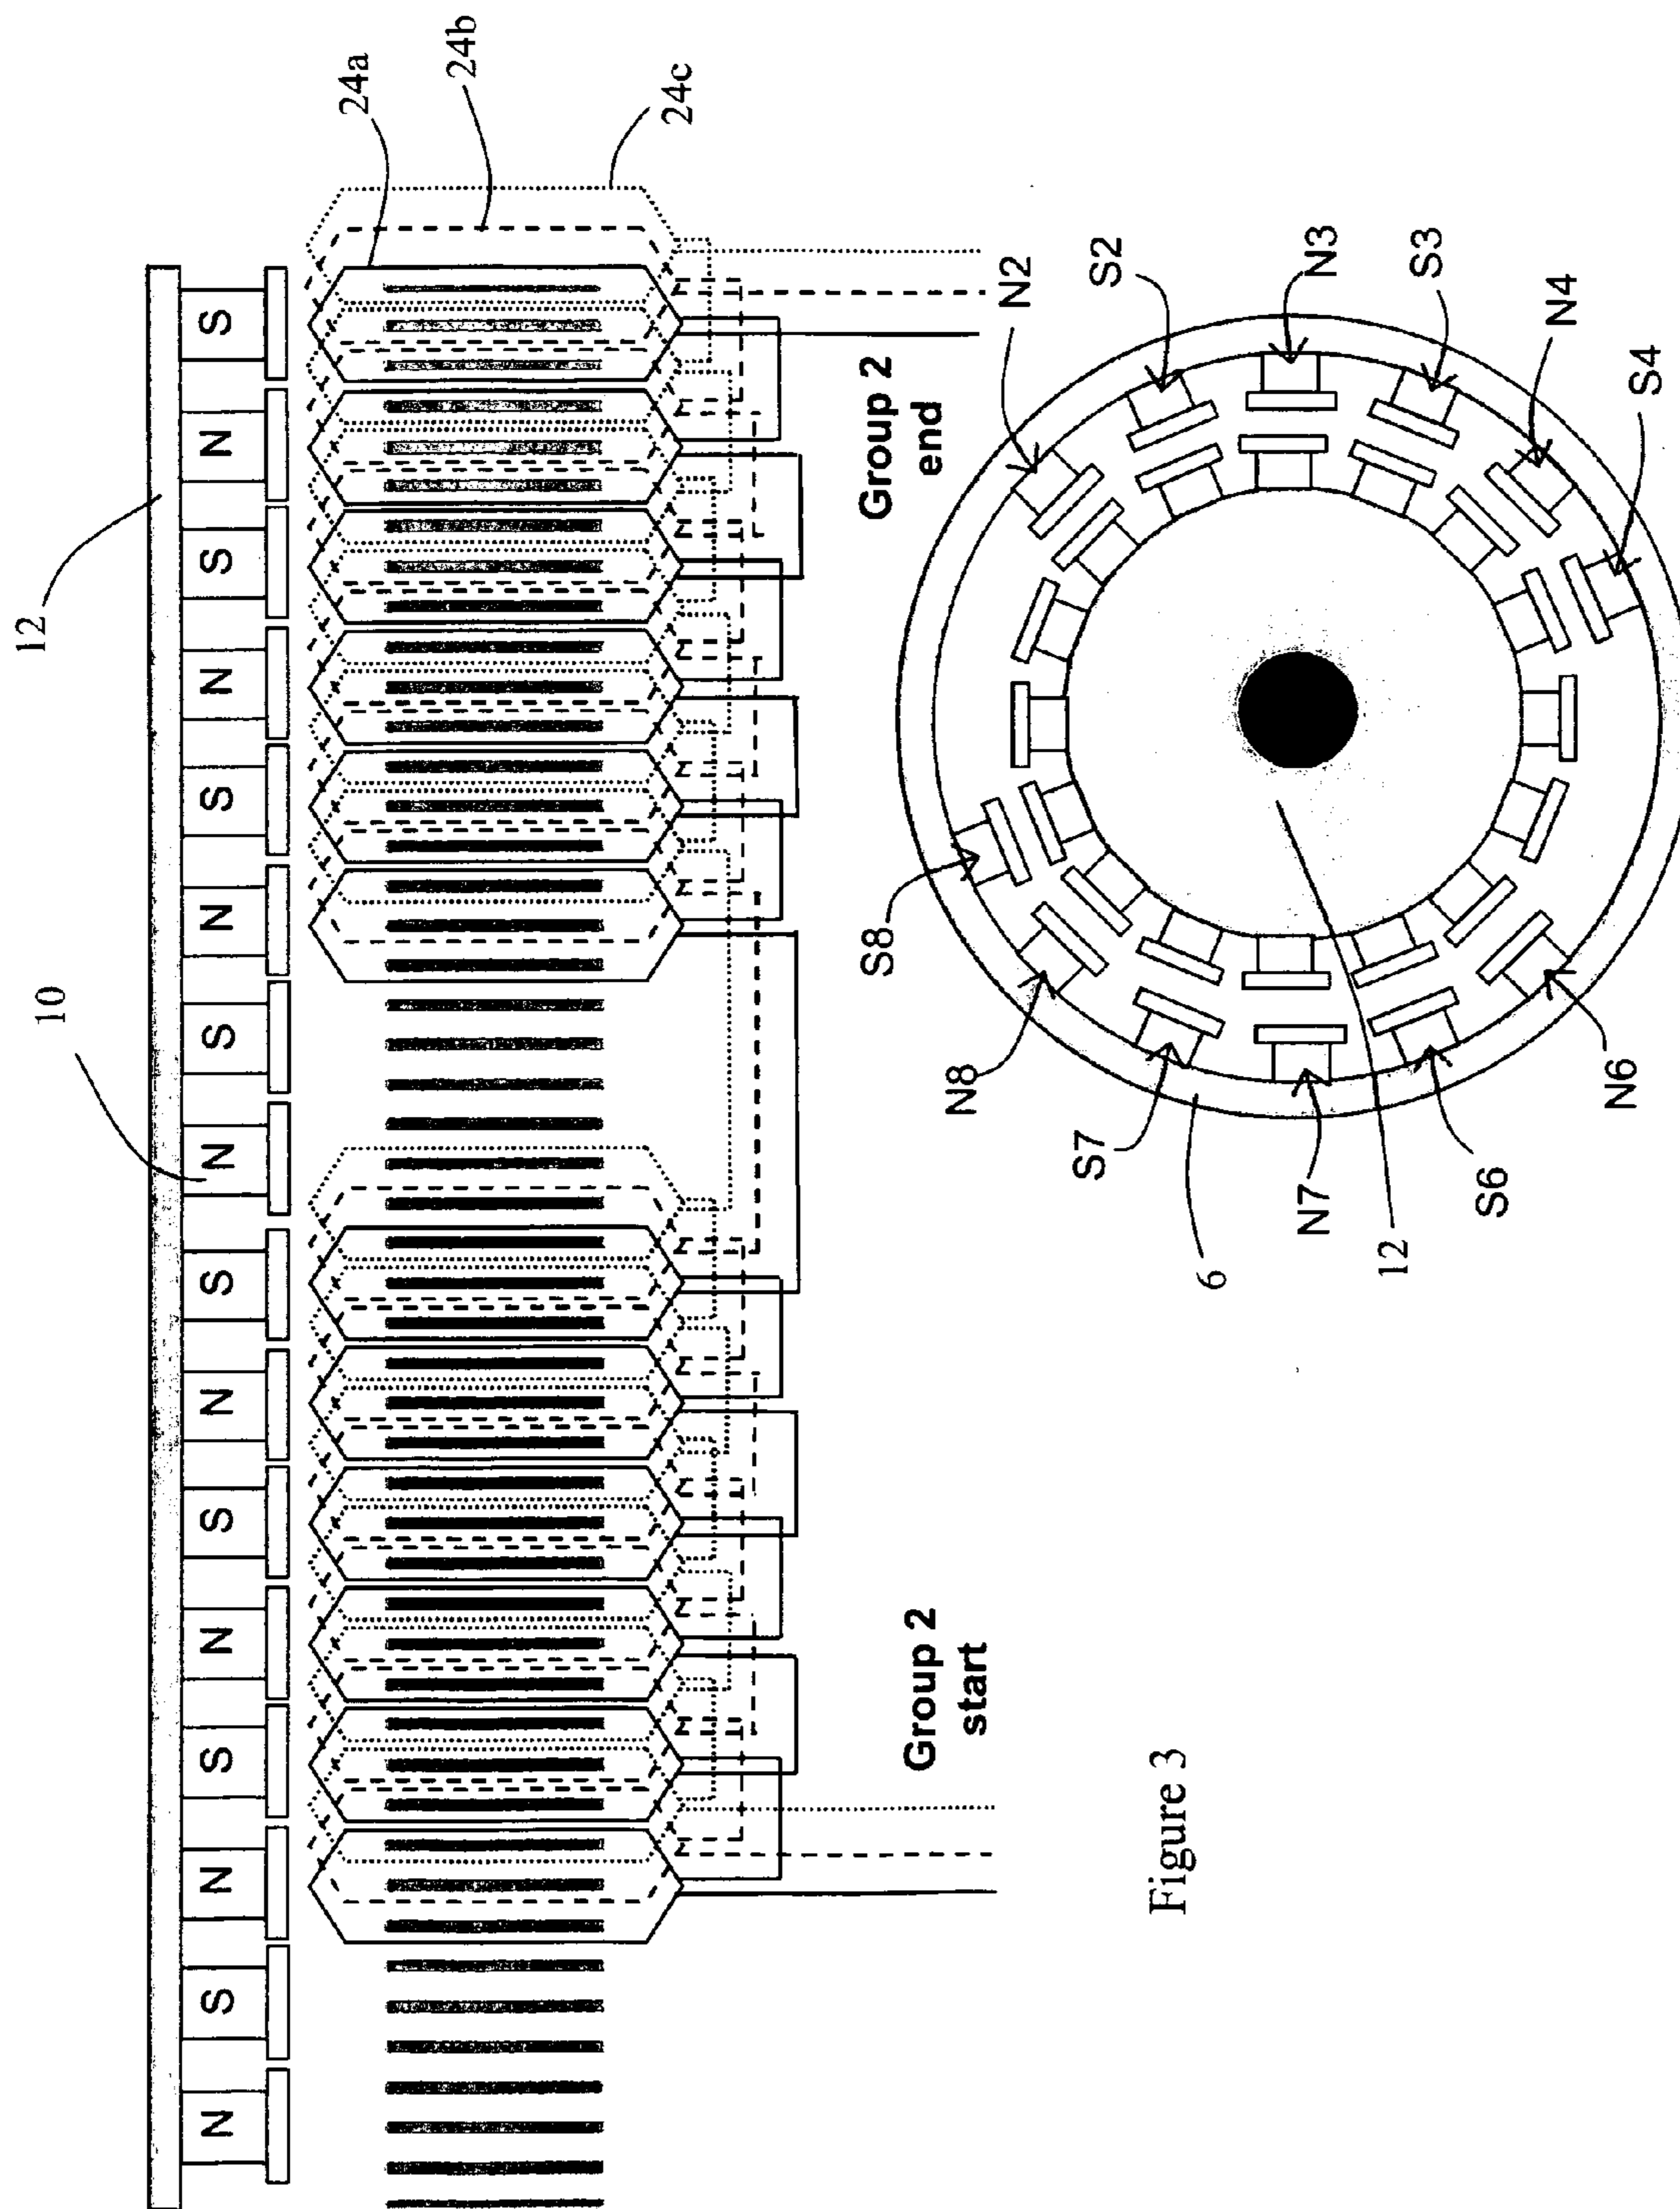 12
10
N S N S N S N S N S N S N S N S
24a
24b
24c
Group 2
start
Group 2
end
S8
N8
N2
S7
S2
6
N7
N3
12
S3
S6
N4
N6
S4
Figure 3